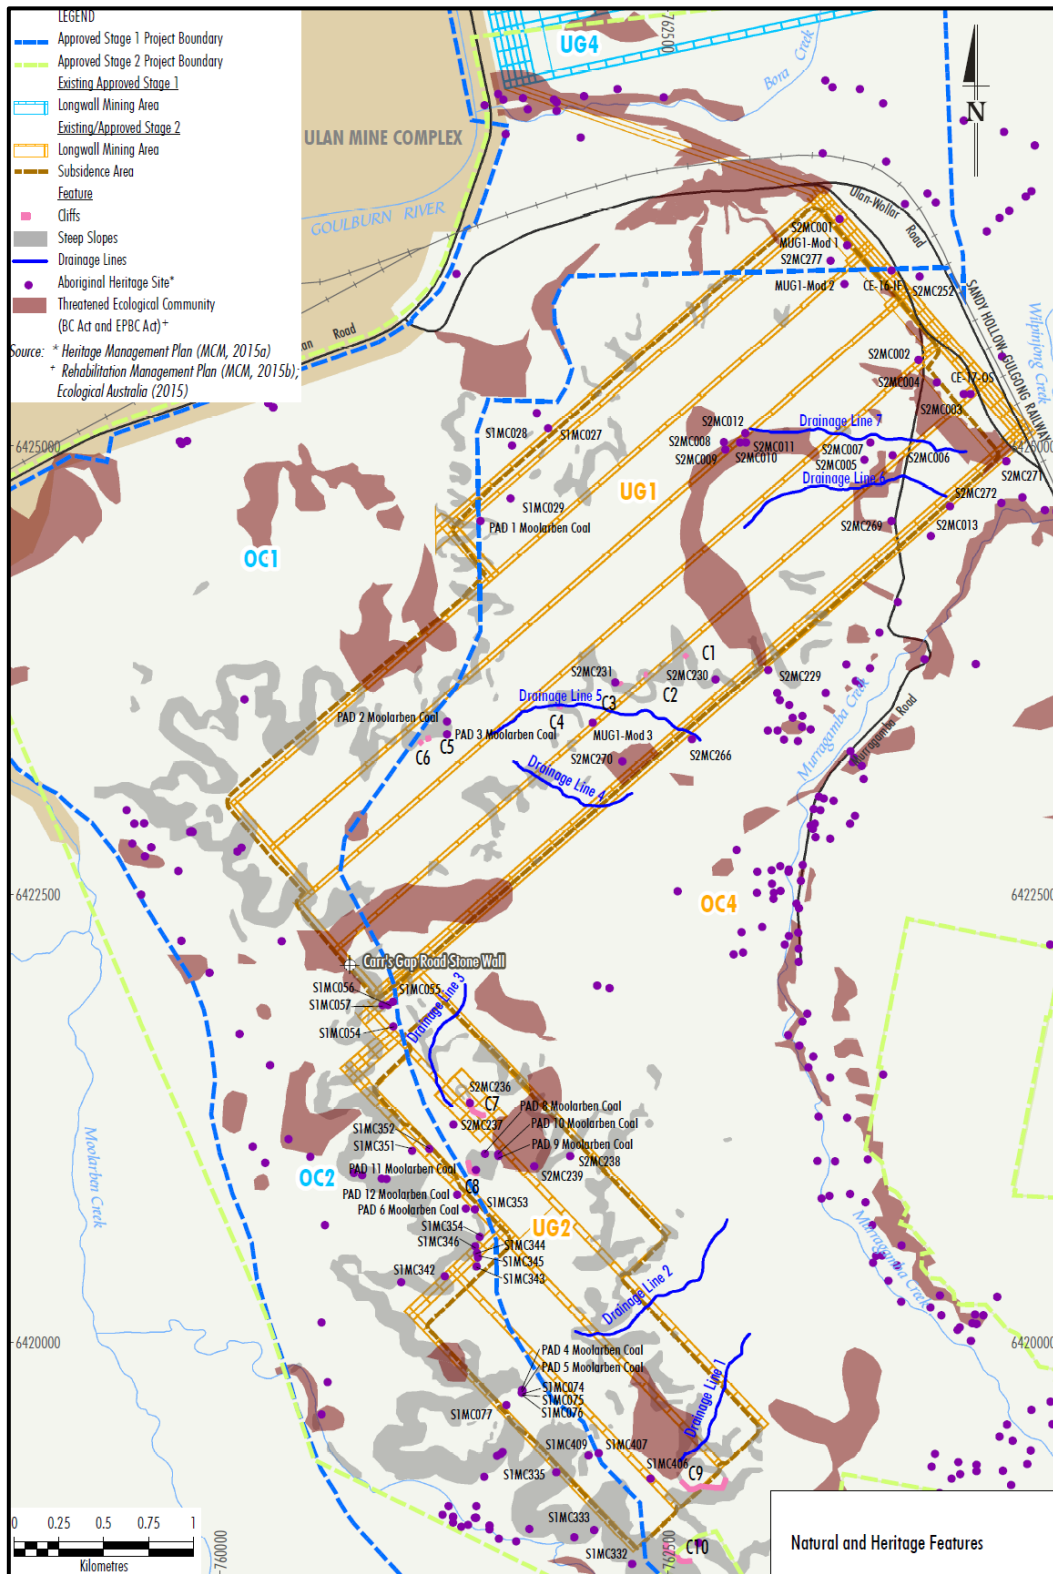 LEGEND
Approved Stage 1 Project Boundary
Approved Stage 2 Project Boundary
Existing Approved Stage 1
Longwall Mining Area
Existing/Approved Stage 2
Longwall Mining Area
Subsidence Area
Feature
Cliffs
Steep Slopes
Drainage Lines
Aboriginal Heritage Site*
Threatened Ecological Community
(BC Act and EPBC Act)+
Source: * Heritage Management Plan (MCM, 2015a)
+ Rehabilitation Management Plan (MCM, 2015b);
Ecological Australia (2015)
UG4
762500
Bora Creek
N
ULAN MINE COMPLEX
GOULBURN RIVER
Ulan-Wollar
Road
S2MC001
MUG1-Mod 1
S2MC277
MUG1-Mod 2
CE-16-IF
S2MC252
SANDY HOLLOW GULGONG RAILWAY
Wilpinjong Creek
Road
S2MC002
S2MC004
CE-17-OS
S2MC003
S1MC028
S1MC027
S2MC012
S2MC008
S2MC011
S2MC009
S2MC010
Drainage Line 7
S2MC007
S2MC005
S2MC006
6425000
6425000
S2MC271
UG1
Drainage Line 6
S2MC272
S1MC029
PAD 1 Moolarben Coal
S2MC269
S2MC013
OC1
C1
S2MC231
S2MC230
C2
S2MC229
Drainage Line 5
C3
PAD 2 Moolarben Coal
C4
PAD 3 Moolarben Coal
C5
C6
MUG1-Mod 3
S2MC266
S2MC270
Drainage Line 4
Murragamba Creek
Murragamba Road
6422500
6422500
OC4
Carr's Gap Road Stone Wall
S1MC056
S1MC055
S1MC057
S1MC054
Drainage Line 3
S2MC236
C7
PAD 8 Moolarben Coal
S2MC237
PAD 10 Moolarben Coal
S1MC352
S1MC351
PAD 9 Moolarben Coal
S2MC238
Moolarben Creek
OC2
PAD 11 Moolarben Coal
S2MC239
C8
PAD 12 Moolarben Coal
PAD 6 Moolarben Coal
S1MC353
UG2
S1MC354
S1MC346
S1MC344
S1MC345
S1MC342
S1MC343
Murragamba Creek
Drainage Line 2
6420000
6420000
PAD 4 Moolarben Coal
PAD 5 Moolarben Coal
S1MC074
S1MC075
S1MC076
S1MC077
Drainage Line 1
S1MC409
S1MC407
S1MC406
S1MC335
C9
S1MC333
S1MC332
C10
0 0.25 0.5 0.75 1
Kilometres
760000
762500
Natural and Heritage Features